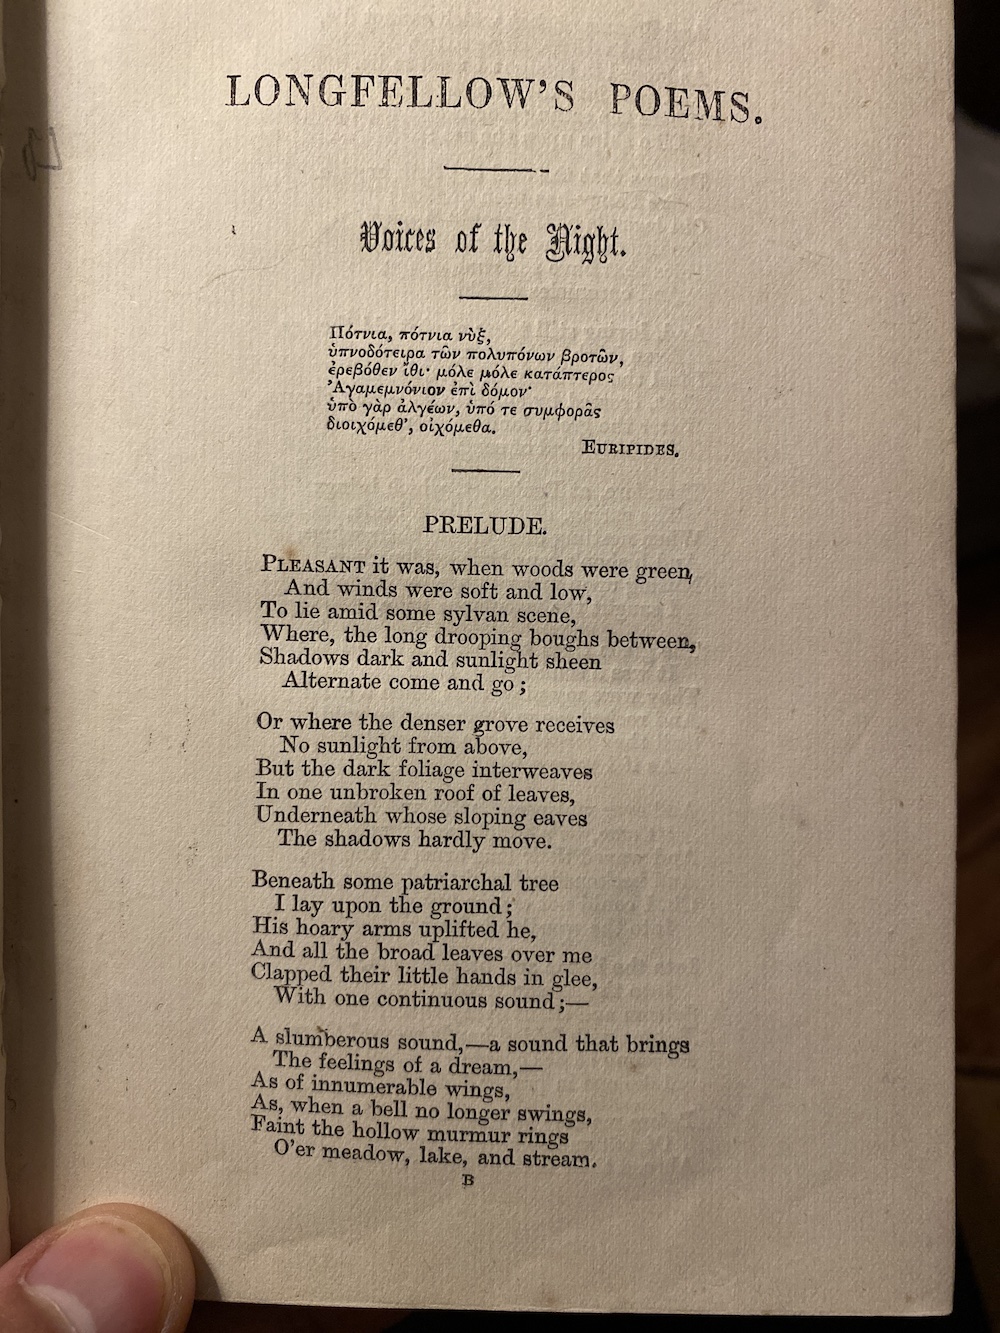 LONGFELLOW'S POEMS.
Voices of the Night.
Πότνια, πότνια νὺξ,
ὑπνοδότειρα τῶν πολυπόνων βροτῶν,
ἐρεβόθεν ἴθι· μόλε μόλε κατάπτερος
Ἀγαμεμνόνιον ἐπὶ δόμον·
ὑπὸ γὰρ ἀλγέων, ὑπό τε συμφορᾶς
διοιχόμεθ', οἰχόμεθα.
EURIPIDES.
PRELUDE.
PLEASANT it was, when woods were green,
And winds were soft and low,
To lie amid some sylvan scene,
Where, the long drooping boughs between,
Shadows dark and sunlight sheen
Alternate come and go;
Or where the denser grove receives
No sunlight from above,
But the dark foliage interweaves
In one unbroken roof of leaves,
Underneath whose sloping eaves
The shadows hardly move.
Beneath some patriarchal tree
I lay upon the ground;
His hoary arms uplifted he,
And all the broad leaves over me
Clapped their little hands in glee,
With one continuous sound;—
A slumberous sound,—a sound that brings
The feelings of a dream,—
As of innumerable wings,
As, when a bell no longer swings,
Faint the hollow murmur rings
O'er meadow, lake, and stream.
B